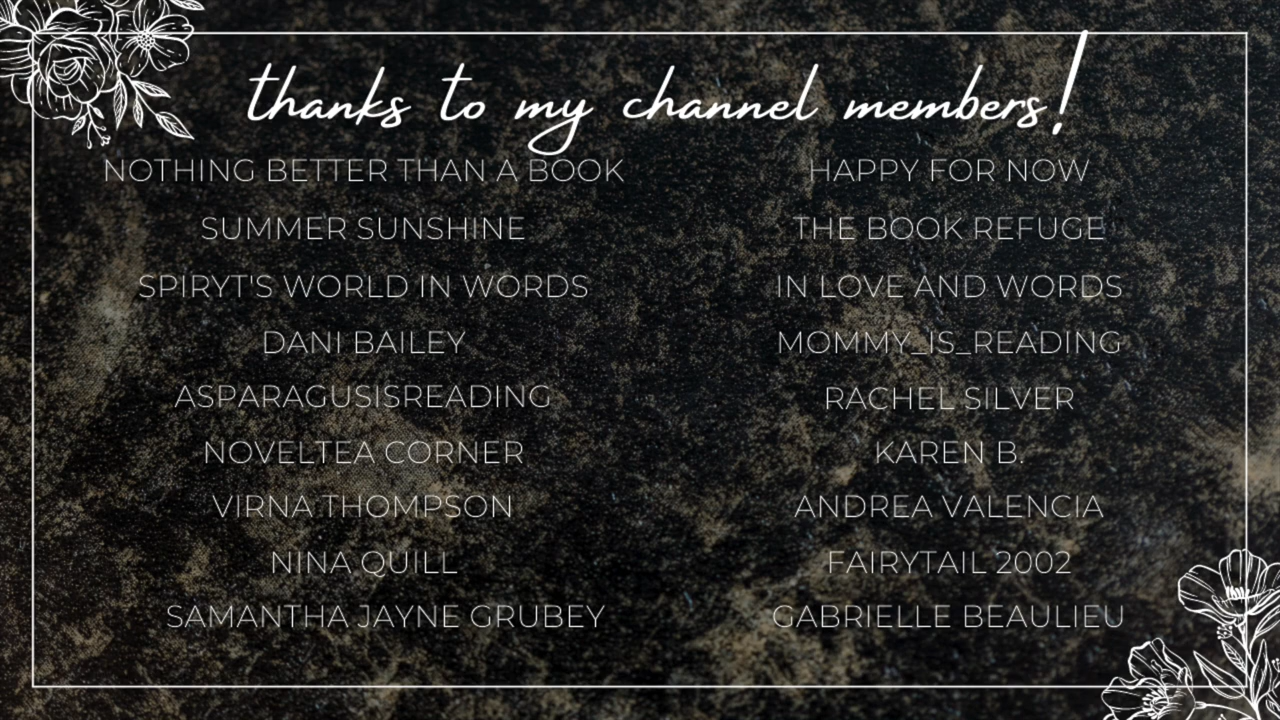 thanks to my channel members!
NOTHING BETTER THAN A BOOK
SUMMER SUNSHINE
SPIRYT'S WORLD IN WORDS
DANI BAILEY
ASPARAGUSISREADING
NOVELTEA CORNER
VIRNA THOMPSON
NINA QUILL
SAMANTHA JAYNE GRUBEY
HAPPY FOR NOW
THE BOOK REFUGE
IN LOVE AND WORDS
MOMMY_IS_READING
RACHEL SILVER
KAREN B.
ANDREA VALENCIA
FAIRYTAIL 2002
GABRIELLE BEAULIEU